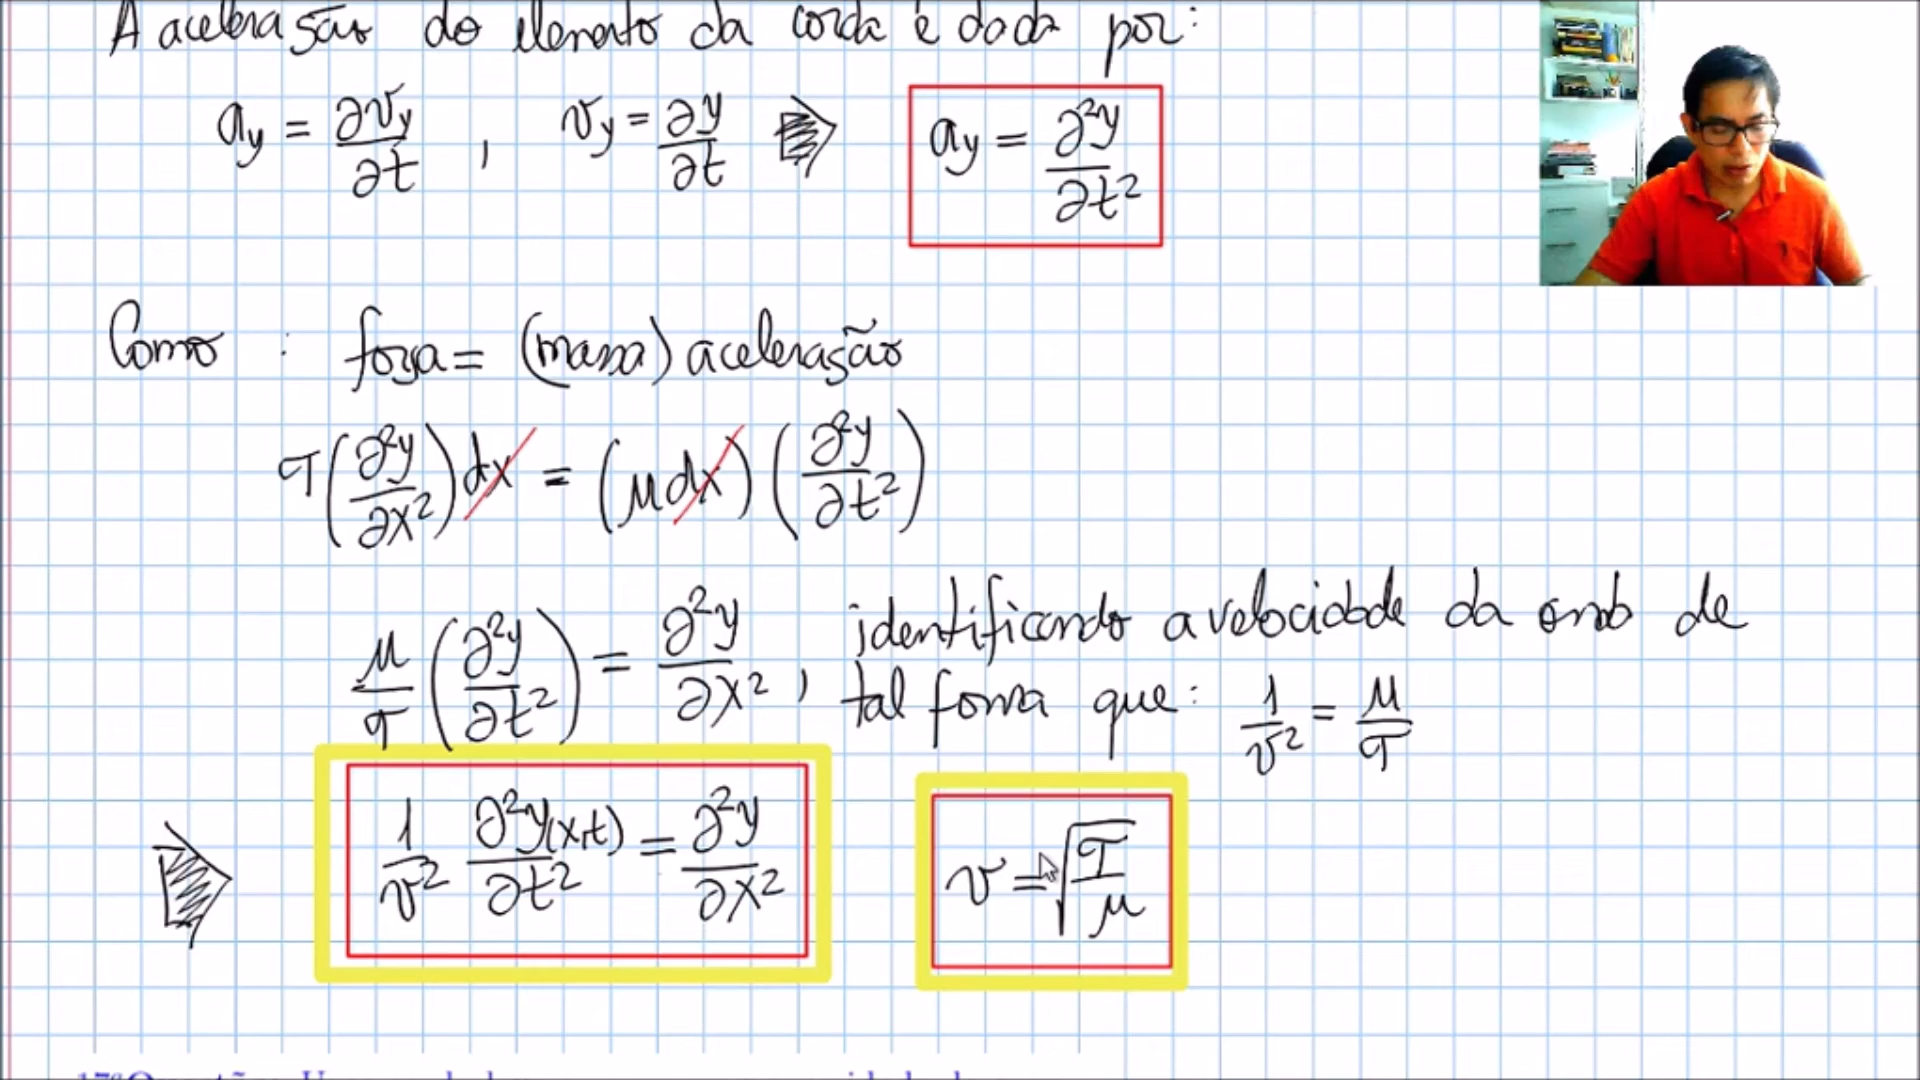 A aceleração do elemento da corda é dada por:
a_y = ∂v_y/∂t , v_y = ∂y/∂t ⇒ a_y = ∂²y/∂t²
Como : força = (massa) aceleração
T(∂²y/∂x²)dx = (μdx)(∂²y/∂t²)
μ/T (∂²y/∂t²) = ∂²y/∂x² , identificando a velocidade da onda de
tal forma que: 1/v² = μ/T
1/v² ∂²y(x,t)/∂t² = ∂²y/∂x² v = √(T/μ)